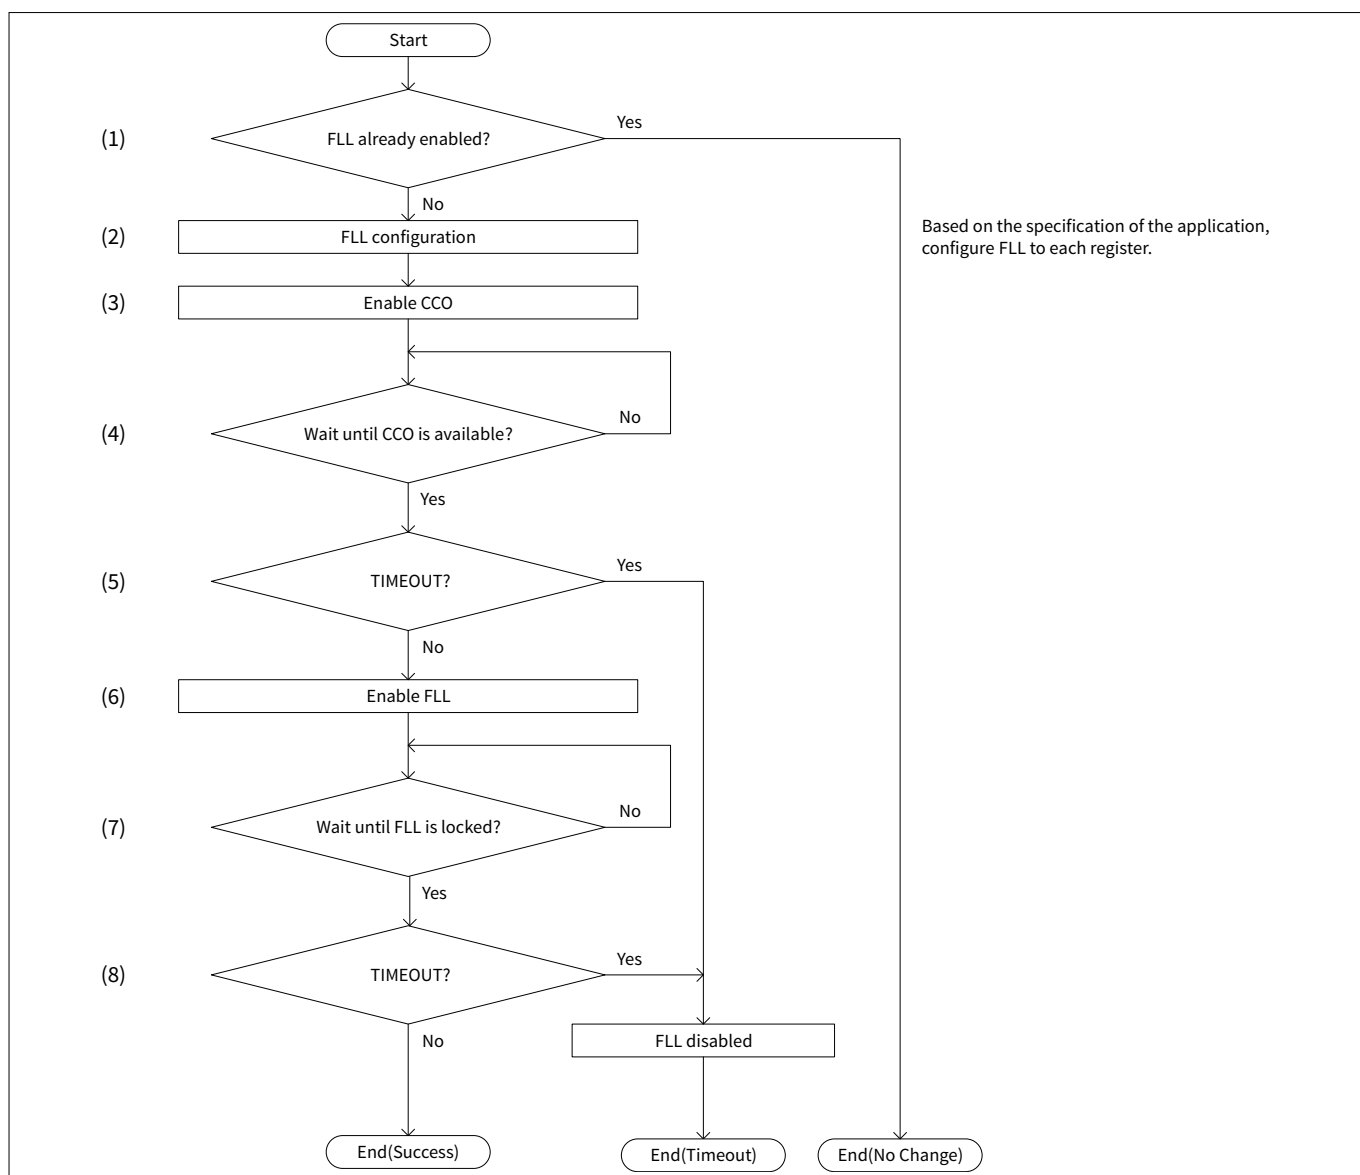 Start
(1)
FLL already enabled?
Yes
No
(2)
FLL configuration
Based on the specification of the application,
configure FLL to each register.
(3)
Enable CCO
(4)
Wait until CCO is available?
No
Yes
(5)
TIMEOUT?
Yes
No
(6)
Enable FLL
(7)
Wait until FLL is locked?
No
Yes
(8)
TIMEOUT?
Yes
No
FLL disabled
End(Success)
End(Timeout)
End(No Change)